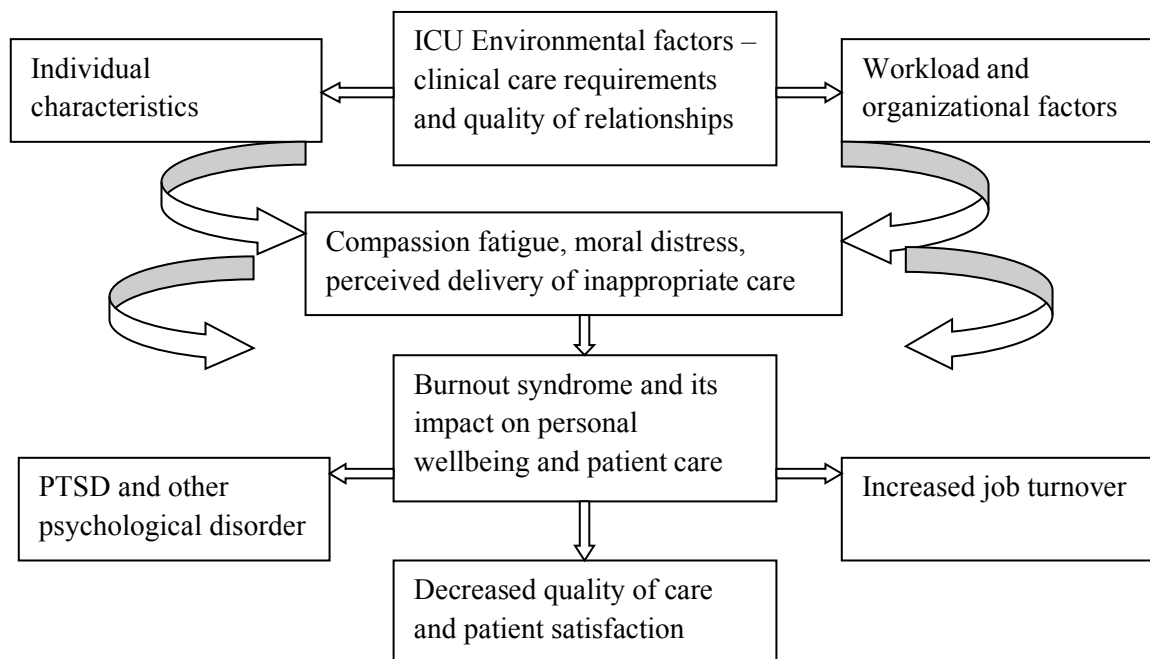 Individual
characteristics
ICU Environmental factors –
clinical care requirements
and quality of relationships
Workload and
organizational factors
Compassion fatigue, moral distress,
perceived delivery of inappropriate care
Burnout syndrome and its
impact on personal
wellbeing and patient care
PTSD and other
psychological disorder
Increased job turnover
Decreased quality of care
and patient satisfaction